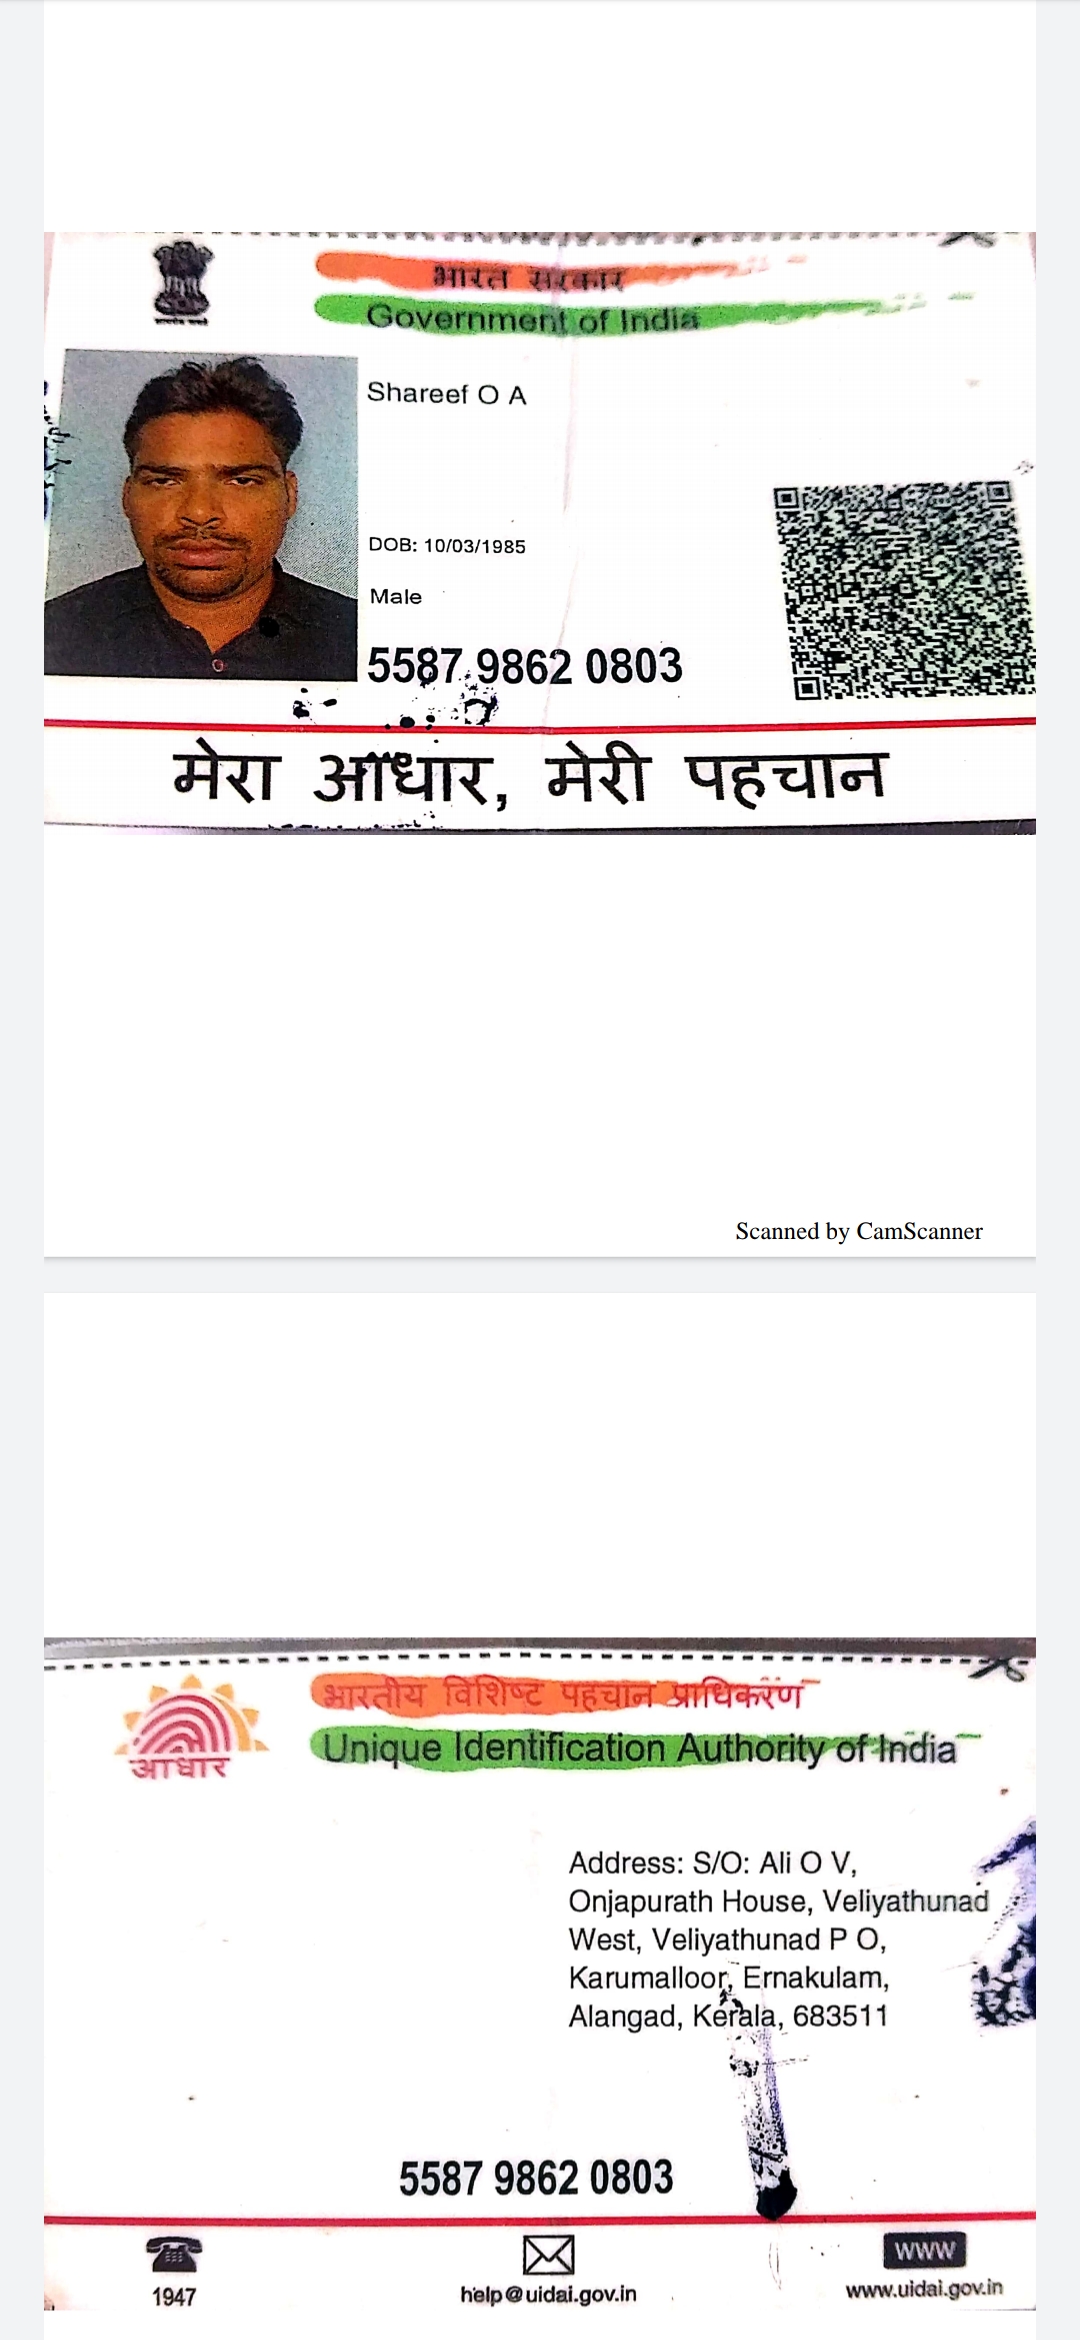 भारत सरकार
Government of India
Shareef O A
DOB: 10/03/1985
Male
5587 9862 0803
मेरा आधार, मेरी पहचान
Scanned by CamScanner
भारतीय विशिष्ट पहचान प्राधिकरण
Unique Identification Authority of India
आधार
Address: S/O: Ali O V,
Onjapurath House, Veliyathunad
West, Veliyathunad P O,
Karumalloor, Ernakulam,
Alangad, Kerala, 683511
5587 9862 0803
1947
help@uidai.gov.in
www
www.uidai.gov.in